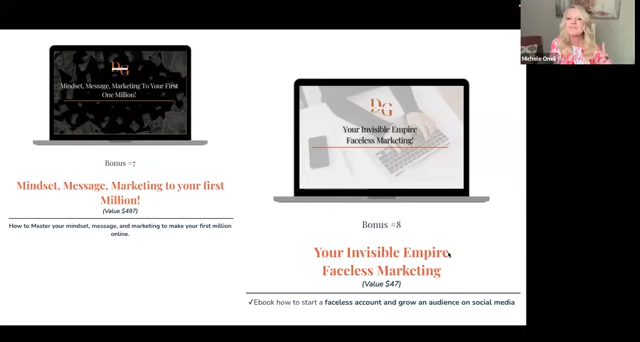 DG
Mindset, Message, Marketing To Your First
One Million!
Bonus #7
Mindset, Message, Marketing to your first
Million!
(Value $497)
How to Master your mindset, message, and marketing to make your first million
online.
DG
Your Invisible Empire
Faceless Marketing!
Bonus #8
Your Invisible Empire
Faceless Marketing
(Value $47)
✓Ebook how to start a faceless account and grow an audience on social media
Michele Oneil